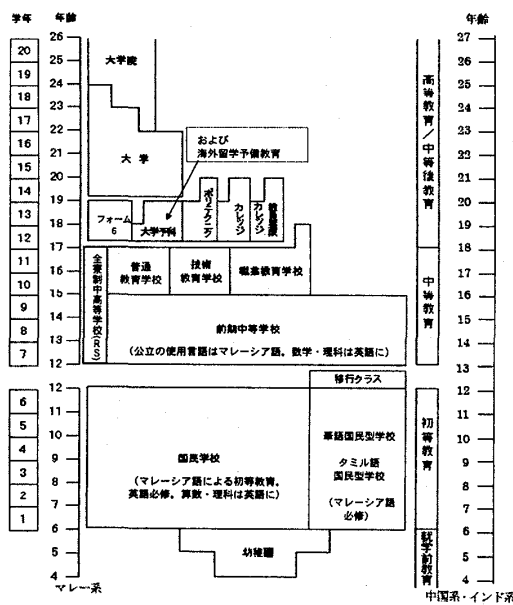 学年
年齢
年齢
20
19
18
17
16
15
14
13
12
11
10
9
8
7
6
5
4
3
2
1
26
25
24
23
22
21
20
19
18
17
16
15
14
13
12
12
11
10
9
8
7
6
5
4
マレー系
大学院
大学
および
海外留学予備教育
フォーム
6
大学予科
ポリテクニック
カレッジ
カレッジ
全寮制中高等学校(RS)
普通
教育学校
技術
教育学校
職業教育学校
前期中等学校
(公立の使用言語はマレーシア語。数学・理科は英語に)
移行クラス
国民学校
(マレーシア語による初等教育。
英語必修。算数・理科は英語に)
華語国民型学校
タミル語
国民型学校
(マレーシア語
必修)
幼稚園
高等教育/中等後教育
中等教育
初等教育
就学前教育
27
26
25
24
23
22
21
20
19
18
17
16
15
14
13
12
11
10
9
8
7
6
5
4
中国系・インド系